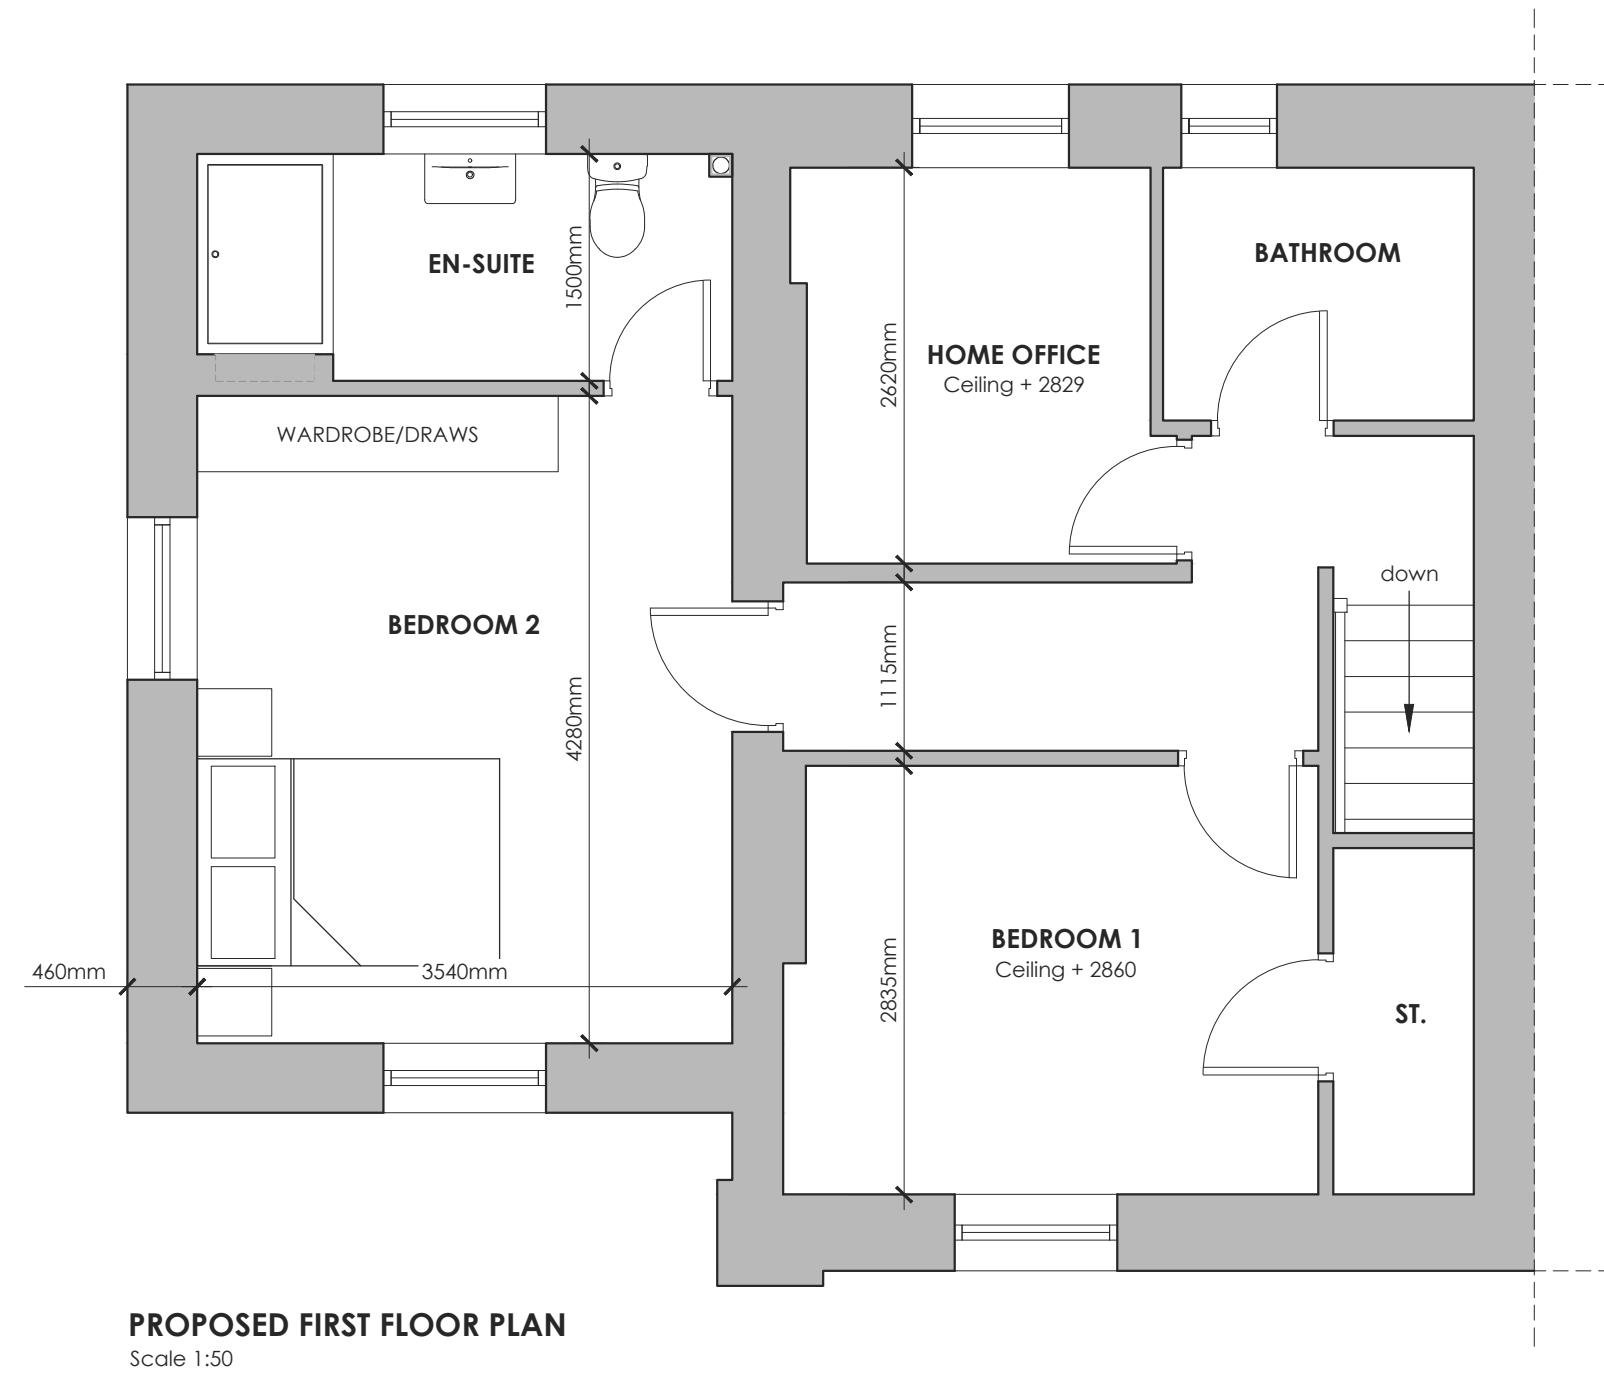 EN-SUITE
1500mm
BATHROOM
HOME OFFICE
Ceiling + 2829
2620mm
WARDROBE/DRAWS
down
BEDROOM 2
1115mm
4280mm
BEDROOM 1
Ceiling + 2860
2835mm
460mm
3540mm
ST.
PROPOSED FIRST FLOOR PLAN
Scale 1:50